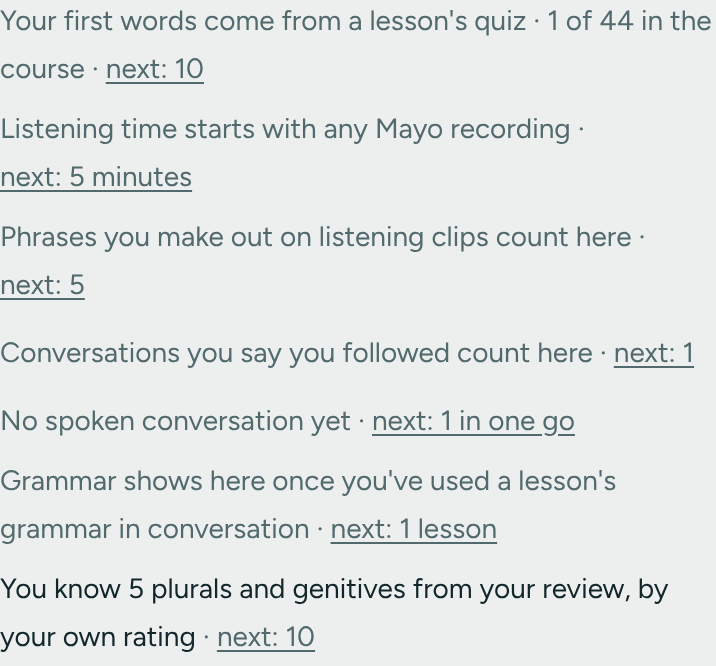 Your first words come from a lesson's quiz · 1 of 44 in the
course · next: 10
Listening time starts with any Mayo recording ·
next: 5 minutes
Phrases you make out on listening clips count here ·
next: 5
Conversations you say you followed count here · next: 1
No spoken conversation yet · next: 1 in one go
Grammar shows here once you've used a lesson's
grammar in conversation · next: 1 lesson
You know 5 plurals and genitives from your review, by
your own rating · next: 10